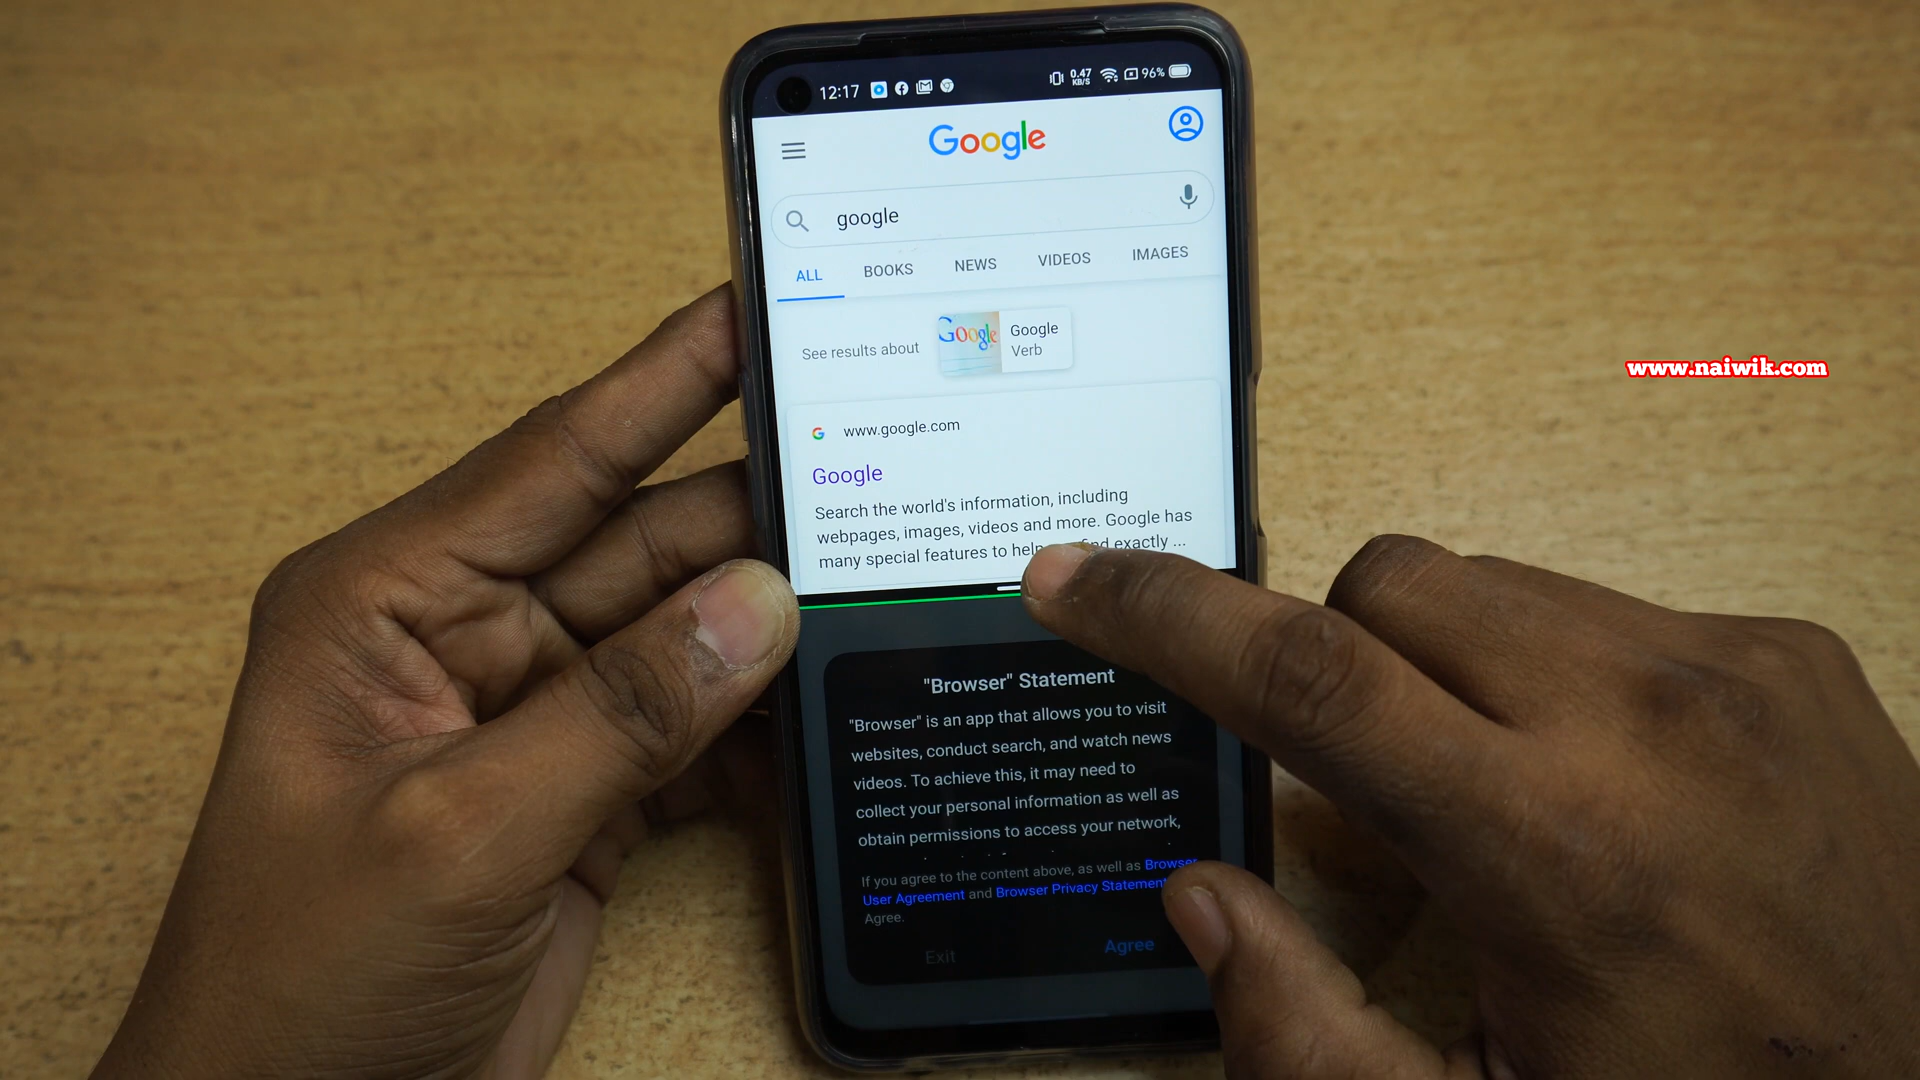 12:17
0.47
KB/S
96%
Google
google
ALL BOOKS NEWS VIDEOS IMAGES
See results about
Google
Google
Verb
www.google.com
Google
Search the world's information, including
webpages, images, videos and more. Google has
many special features to help find exactly ...
"Browser" Statement
"Browser" is an app that allows you to visit
websites, conduct search, and watch news
videos. To achieve this, it may need to
collect your personal information as well as
obtain permissions to access your network,
If you agree to the content above, as well as Browser
User Agreement and Browser Privacy Statement
Agree.
Exit Agree
www.naiwik.com